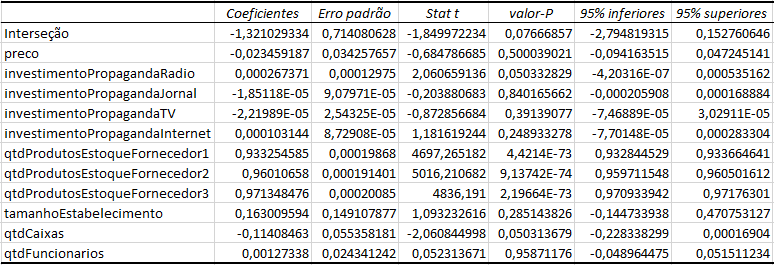 Coeficientes Erro padrão Stat t valor-P 95% inferiores 95% superiores
Interseção -1,321029334 0,714080628 -1,849972234 0,07666857 -2,794819315 0,152760646
preco -0,023459187 0,034257657 -0,684786685 0,500039021 -0,094163515 0,047245141
investimentoPropagandaRadio 0,000267371 0,00012975 2,060659136 0,050332829 -4,20316E-07 0,000535162
investimentoPropagandaJornal -1,85118E-05 9,07971E-05 -0,203880683 0,840165662 -0,000205908 0,000168884
investimentoPropagandaTV -2,21989E-05 2,54325E-05 -0,872856684 0,39139077 -7,46889E-05 3,02911E-05
investimentoPropagandaInternet 0,000103144 8,72908E-05 1,181619244 0,248933278 -7,70148E-05 0,000283304
qtdProdutosEstoqueFornecedor1 0,933254585 0,00019868 4697,265182 4,4214E-73 0,932844529 0,933664641
qtdProdutosEstoqueFornecedor2 0,96010658 0,000191401 5016,210682 9,13742E-74 0,959711548 0,960501612
qtdProdutosEstoqueFornecedor3 0,971348476 0,00020085 4836,191 2,19664E-73 0,970933942 0,97176301
tamanhoEstabelecimento 0,163009594 0,149107877 1,093232616 0,285143826 -0,144733938 0,470753127
qtdCaixas -0,11408463 0,055358181 -2,060844998 0,050313679 -0,228338299 0,00016904
qtdFuncionarios 0,00127338 0,024341242 0,052313671 0,95871176 -0,048964475 0,051511234